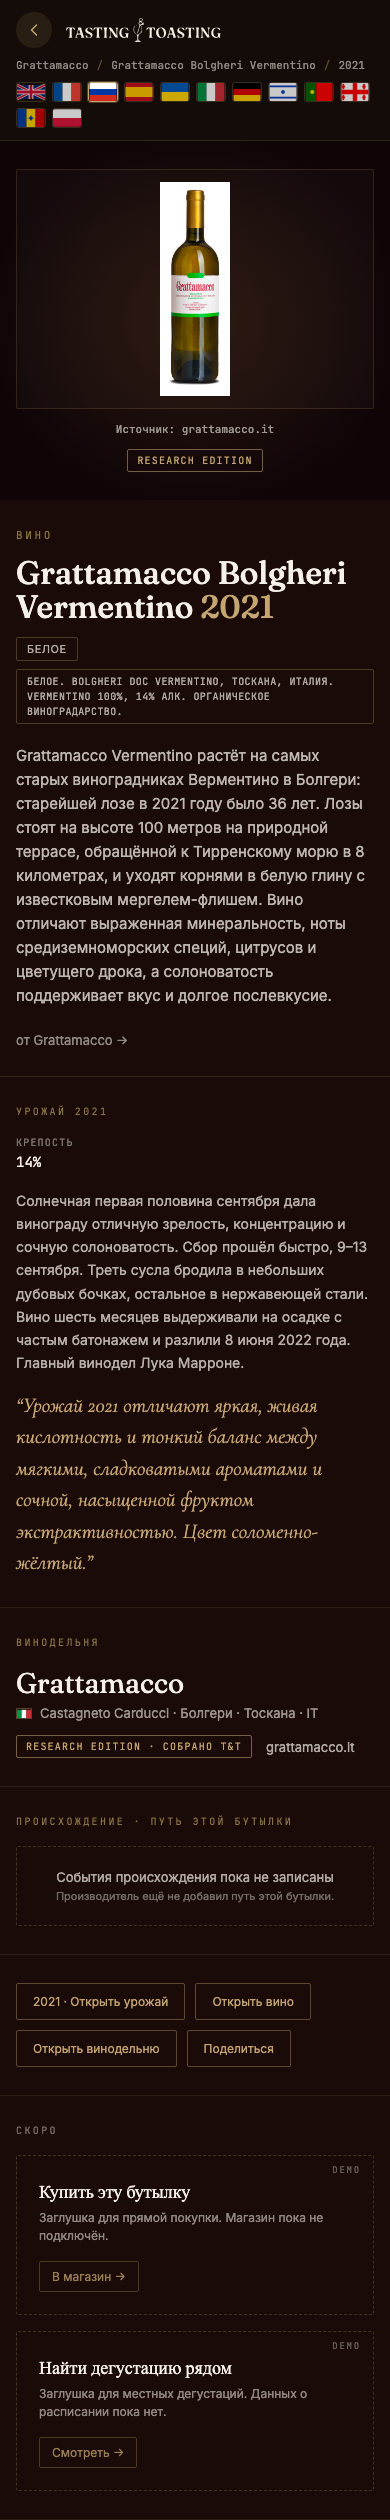 TASTING TOASTING
Grattamacco / Grattamacco Bolgheri Vermentino / 2021
Grattamacco
Источник: grattamacco.it
RESEARCH EDITION
ВИНО
Grattamacco Bolgheri
Vermentino 2021
БЕЛОЕ
БЕЛОЕ. BOLGHERI DOC VERMENTINO, ТОСКАНА, ИТАЛИЯ.
VERMENTINO 100%, 14% АЛК. ОРГАНИЧЕСКОЕ
ВИНОГРАДАРСТВО.
Grattamacco Vermentino растёт на самых
старых виноградниках Верментино в Болгери:
старейшей лозе в 2021 году было 36 лет. Лозы
стоят на высоте 100 метров на природной
террасе, обращённой к Тирренскому морю в 8
километрах, и уходят корнями в белую глину с
известковым мергелем-флишем. Вино
отличают выраженная минеральность, ноты
средиземноморских специй, цитрусов и
цветущего дрока, а солоноватость
поддерживает вкус и долгое послевкусие.
от Grattamacco →
УРОЖАЙ 2021
КРЕПОСТЬ
14%
Солнечная первая половина сентября дала
винограду отличную зрелость, концентрацию и
сочную солоноватость. Сбор прошёл быстро, 9–13
сентября. Треть сусла бродила в небольших
дубовых бочках, остальное в нержавеющей стали.
Вино шесть месяцев выдерживали на осадке с
частым батонажем и разлили 8 июня 2022 года.
Главный винодел Лука Марроне.
“Урожай 2021 отличают яркая, живая
кислотность и тонкий баланс между
мягкими, сладковатыми ароматами и
сочной, насыщенной фруктом
экстрактивностью. Цвет соломенно-
жёлтый.”
ВИНОДЕЛЬНЯ
Grattamacco
Castagneto Carducci · Болгери · Тоскана · IT
RESEARCH EDITION · СОБРАНО T&T grattamacco.it
ПРОИСХОЖДЕНИЕ · ПУТЬ ЭТОЙ БУТЫЛКИ
События происхождения пока не записаны
Производитель ещё не добавил путь этой бутылки.
2021 · Открыть урожай Открыть вино
Открыть винодельню Поделиться
СКОРО
DEMO
Купить эту бутылку
Заглушка для прямой покупки. Магазин пока не
подключён.
В магазин →
DEMO
Найти дегустацию рядом
Заглушка для местных дегустаций. Данных о
расписании пока нет.
Смотреть →